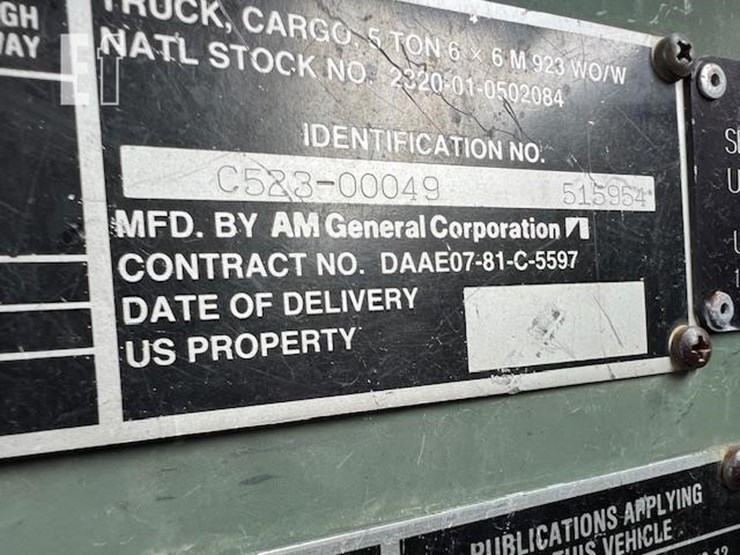 GH
WAY
TRUCK, CARGO, 5 TON 6 × 6 M 923 WO/W
NATL STOCK NO. 2320-01-0502084
IDENTIFICATION NO.
C523-00049 515954
MFD. BY AM General Corporation
CONTRACT NO. DAAE07-81-C-5597
DATE OF DELIVERY
US PROPERTY
PUBLICATIONS APPLYING
THIS VEHICLE